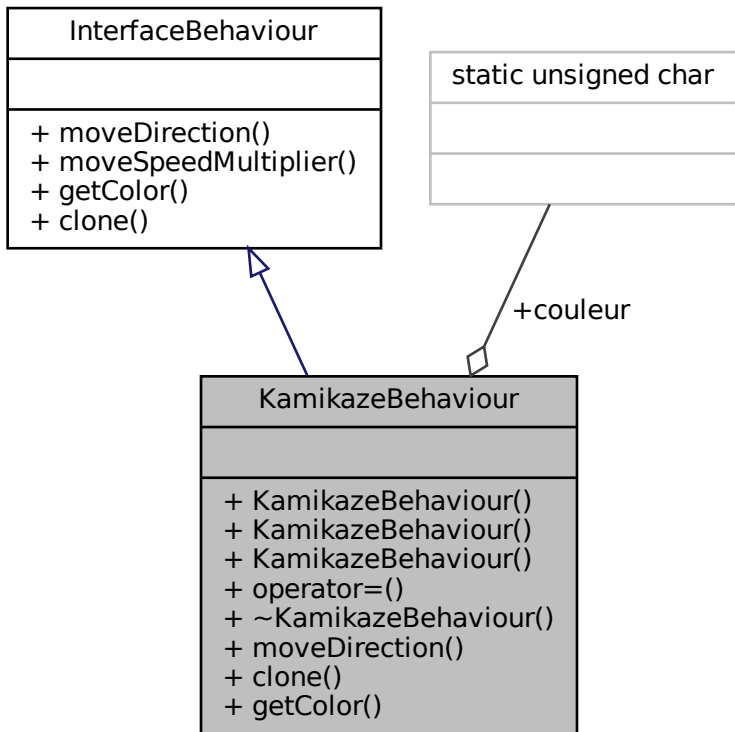 InterfaceBehaviour
+ moveDirection()
+ moveSpeedMultiplier()
+ getColor()
+ clone()
static unsigned char
+couleur
KamikazeBehaviour
+ KamikazeBehaviour()
+ KamikazeBehaviour()
+ KamikazeBehaviour()
+ operator=()
+ ~KamikazeBehaviour()
+ moveDirection()
+ clone()
+ getColor()